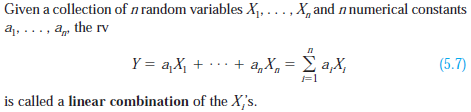 Given a collection of n random variables X₁, . . . , Xₙ and n numerical constants
a₁, . . . , aₙ, the rv
Y = a₁X₁ + · · · + aₙXₙ = ∑ᵢ₌₁ⁿ aᵢXᵢ (5.7)
is called a linear combination of the Xᵢ’s.